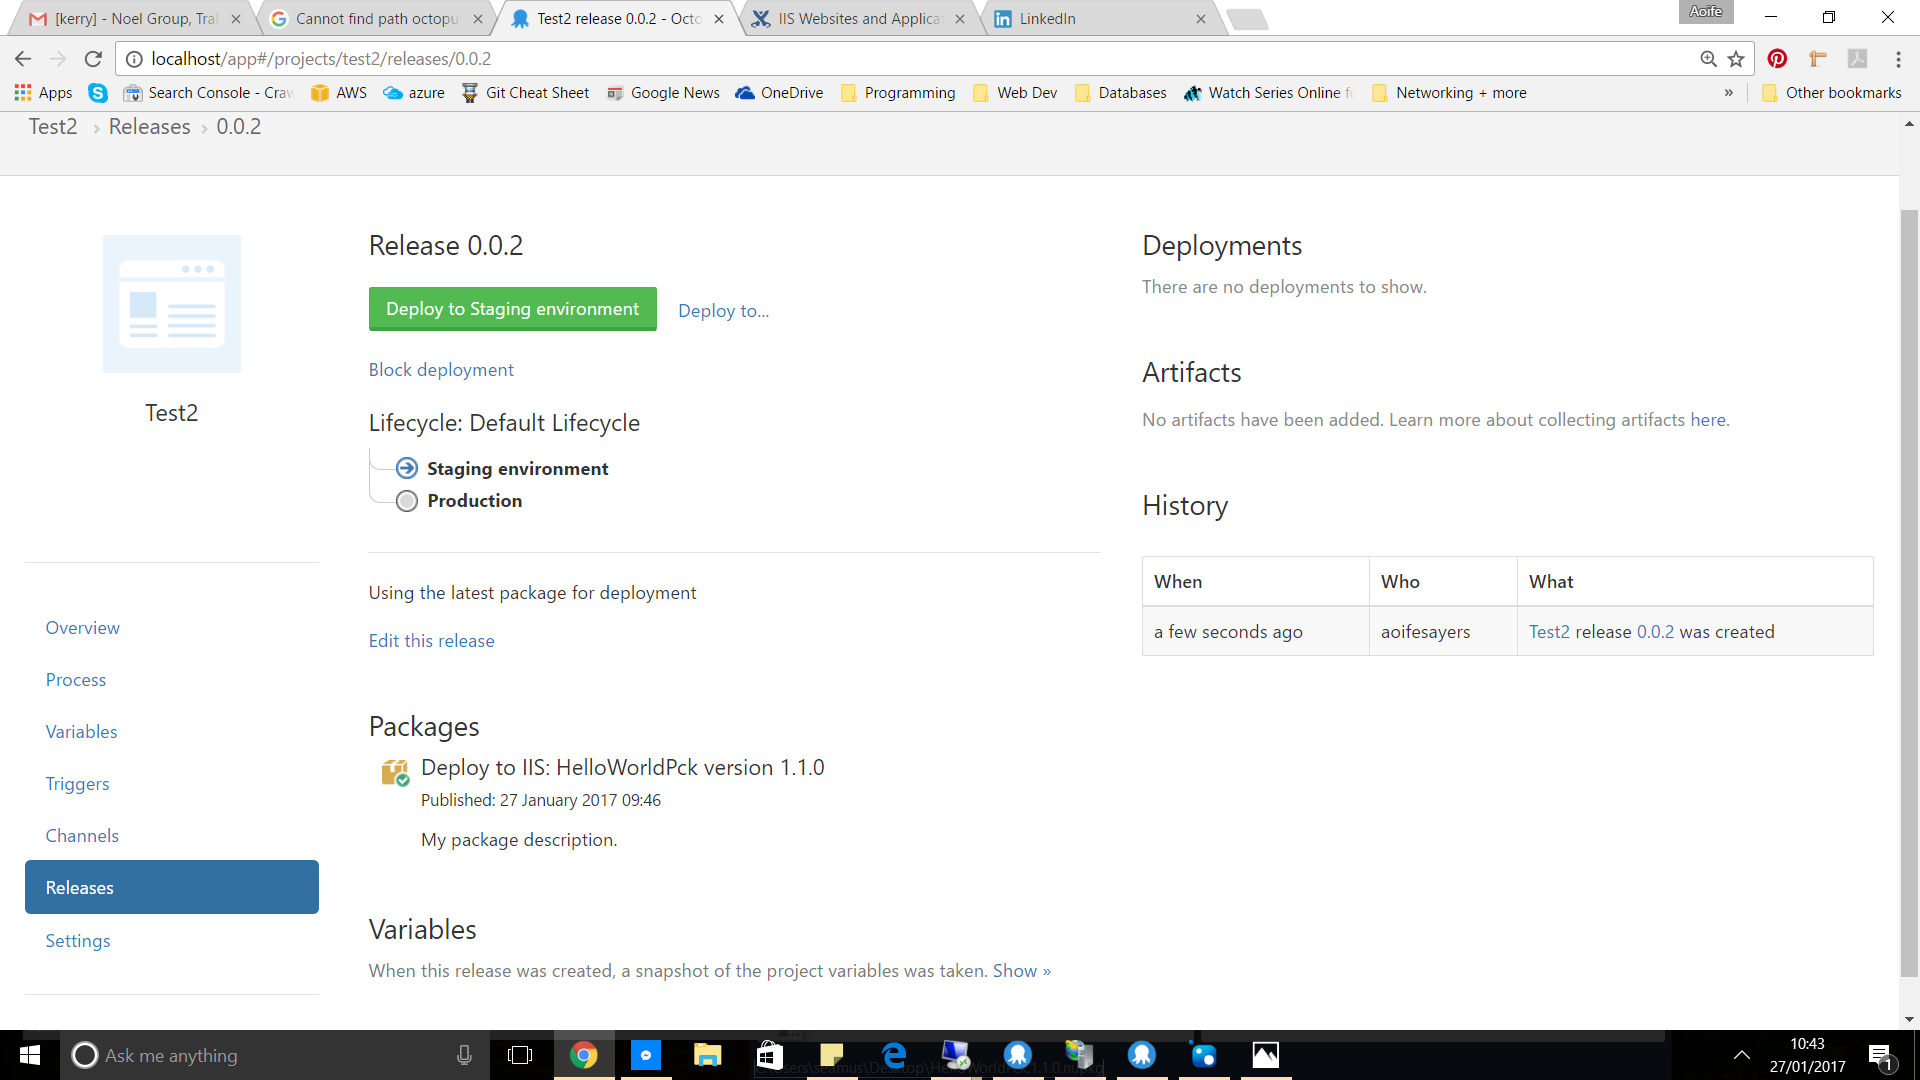 [kerry] - Noel Group, Tral
Cannot find path octopu
Test2 release 0.0.2 - Octo
IIS Websites and Applicat
LinkedIn
Aoife
localhost/app#/projects/test2/releases/0.0.2
Apps
Search Console - Craw
AWS
azure
Git Cheat Sheet
Google News
OneDrive
Programming
Web Dev
Databases
Watch Series Online fo
Networking + more
»
Other bookmarks
Test2 › Releases › 0.0.2
Test2
Overview
Process
Variables
Triggers
Channels
Releases
Settings
Release 0.0.2
Deploy to Staging environment
Deploy to...
Block deployment
Lifecycle: Default Lifecycle
Staging environment
Production
Using the latest package for deployment
Edit this release
Packages
Deploy to IIS: HelloWorldPck version 1.1.0
Published: 27 January 2017 09:46
My package description.
Variables
When this release was created, a snapshot of the project variables was taken. Show »
Deployments
There are no deployments to show.
Artifacts
No artifacts have been added. Learn more about collecting artifacts here.
History
When Who What
a few seconds ago aoifesayers Test2 release 0.0.2 was created
Ask me anything
10:43
27/01/2017
1